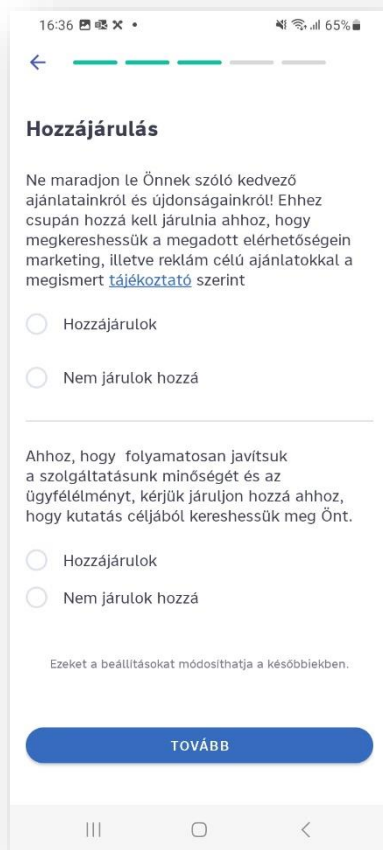 16:36
65%
Hozzájárulás
Ne maradjon le Önnek szóló kedvező
ajánlatainkról és újdonságainkról! Ehhez
csupán hozzá kell járulnia ahhoz, hogy
megkereshessük a megadott elérhetőségein
marketing, illetve reklám célú ajánlatokkal a
megismert tájékoztató szerint
Hozzájárulok
Nem járulok hozzá
Ahhoz, hogy folyamatosan javítsuk
a szolgáltatásunk minőségét és az
ügyfélélményt, kérjük járuljon hozzá ahhoz,
hogy kutatás céljából kereshessük meg Önt.
Hozzájárulok
Nem járulok hozzá
Ezeket a beállításokat módosíthatja a későbbiekben.
TOVÁBB